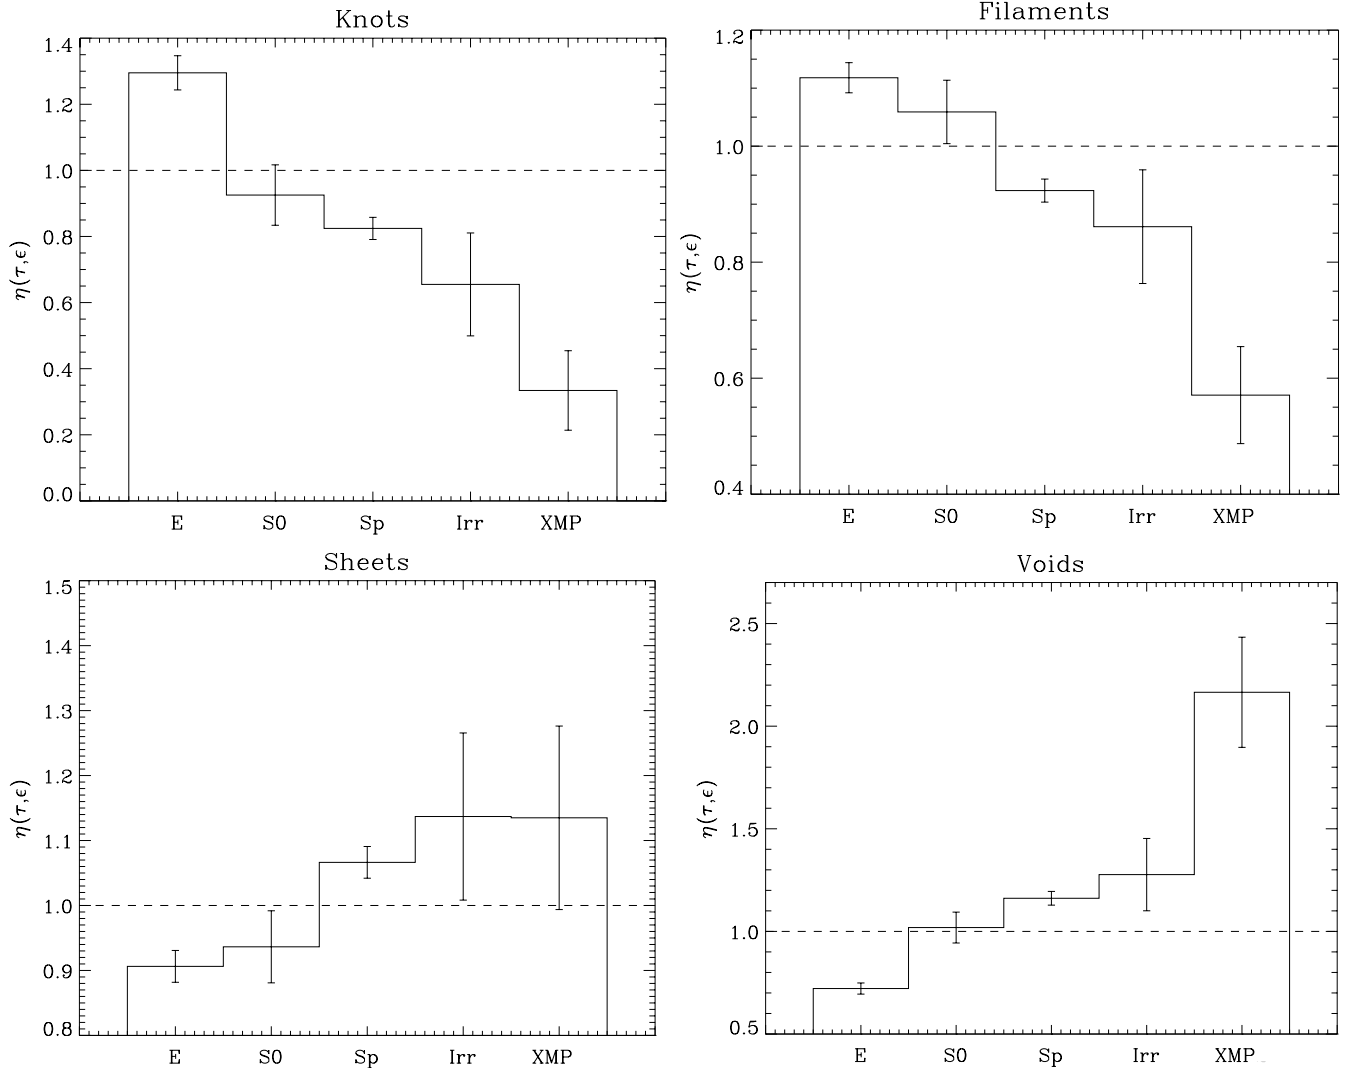 Knots
1.4
1.2
1.0
0.8
0.6
0.4
0.2
0.0
η(τ,ϵ)
E S0 Sp Irr XMP
Filaments
1.2
1.0
0.8
0.6
0.4
η(τ,ϵ)
E S0 Sp Irr XMP
Sheets
1.5
1.4
1.3
1.2
1.1
1.0
0.9
0.8
η(τ,ϵ)
E S0 Sp Irr XMP
Voids
2.5
2.0
1.5
1.0
0.5
η(τ,ϵ)
E S0 Sp Irr XMP